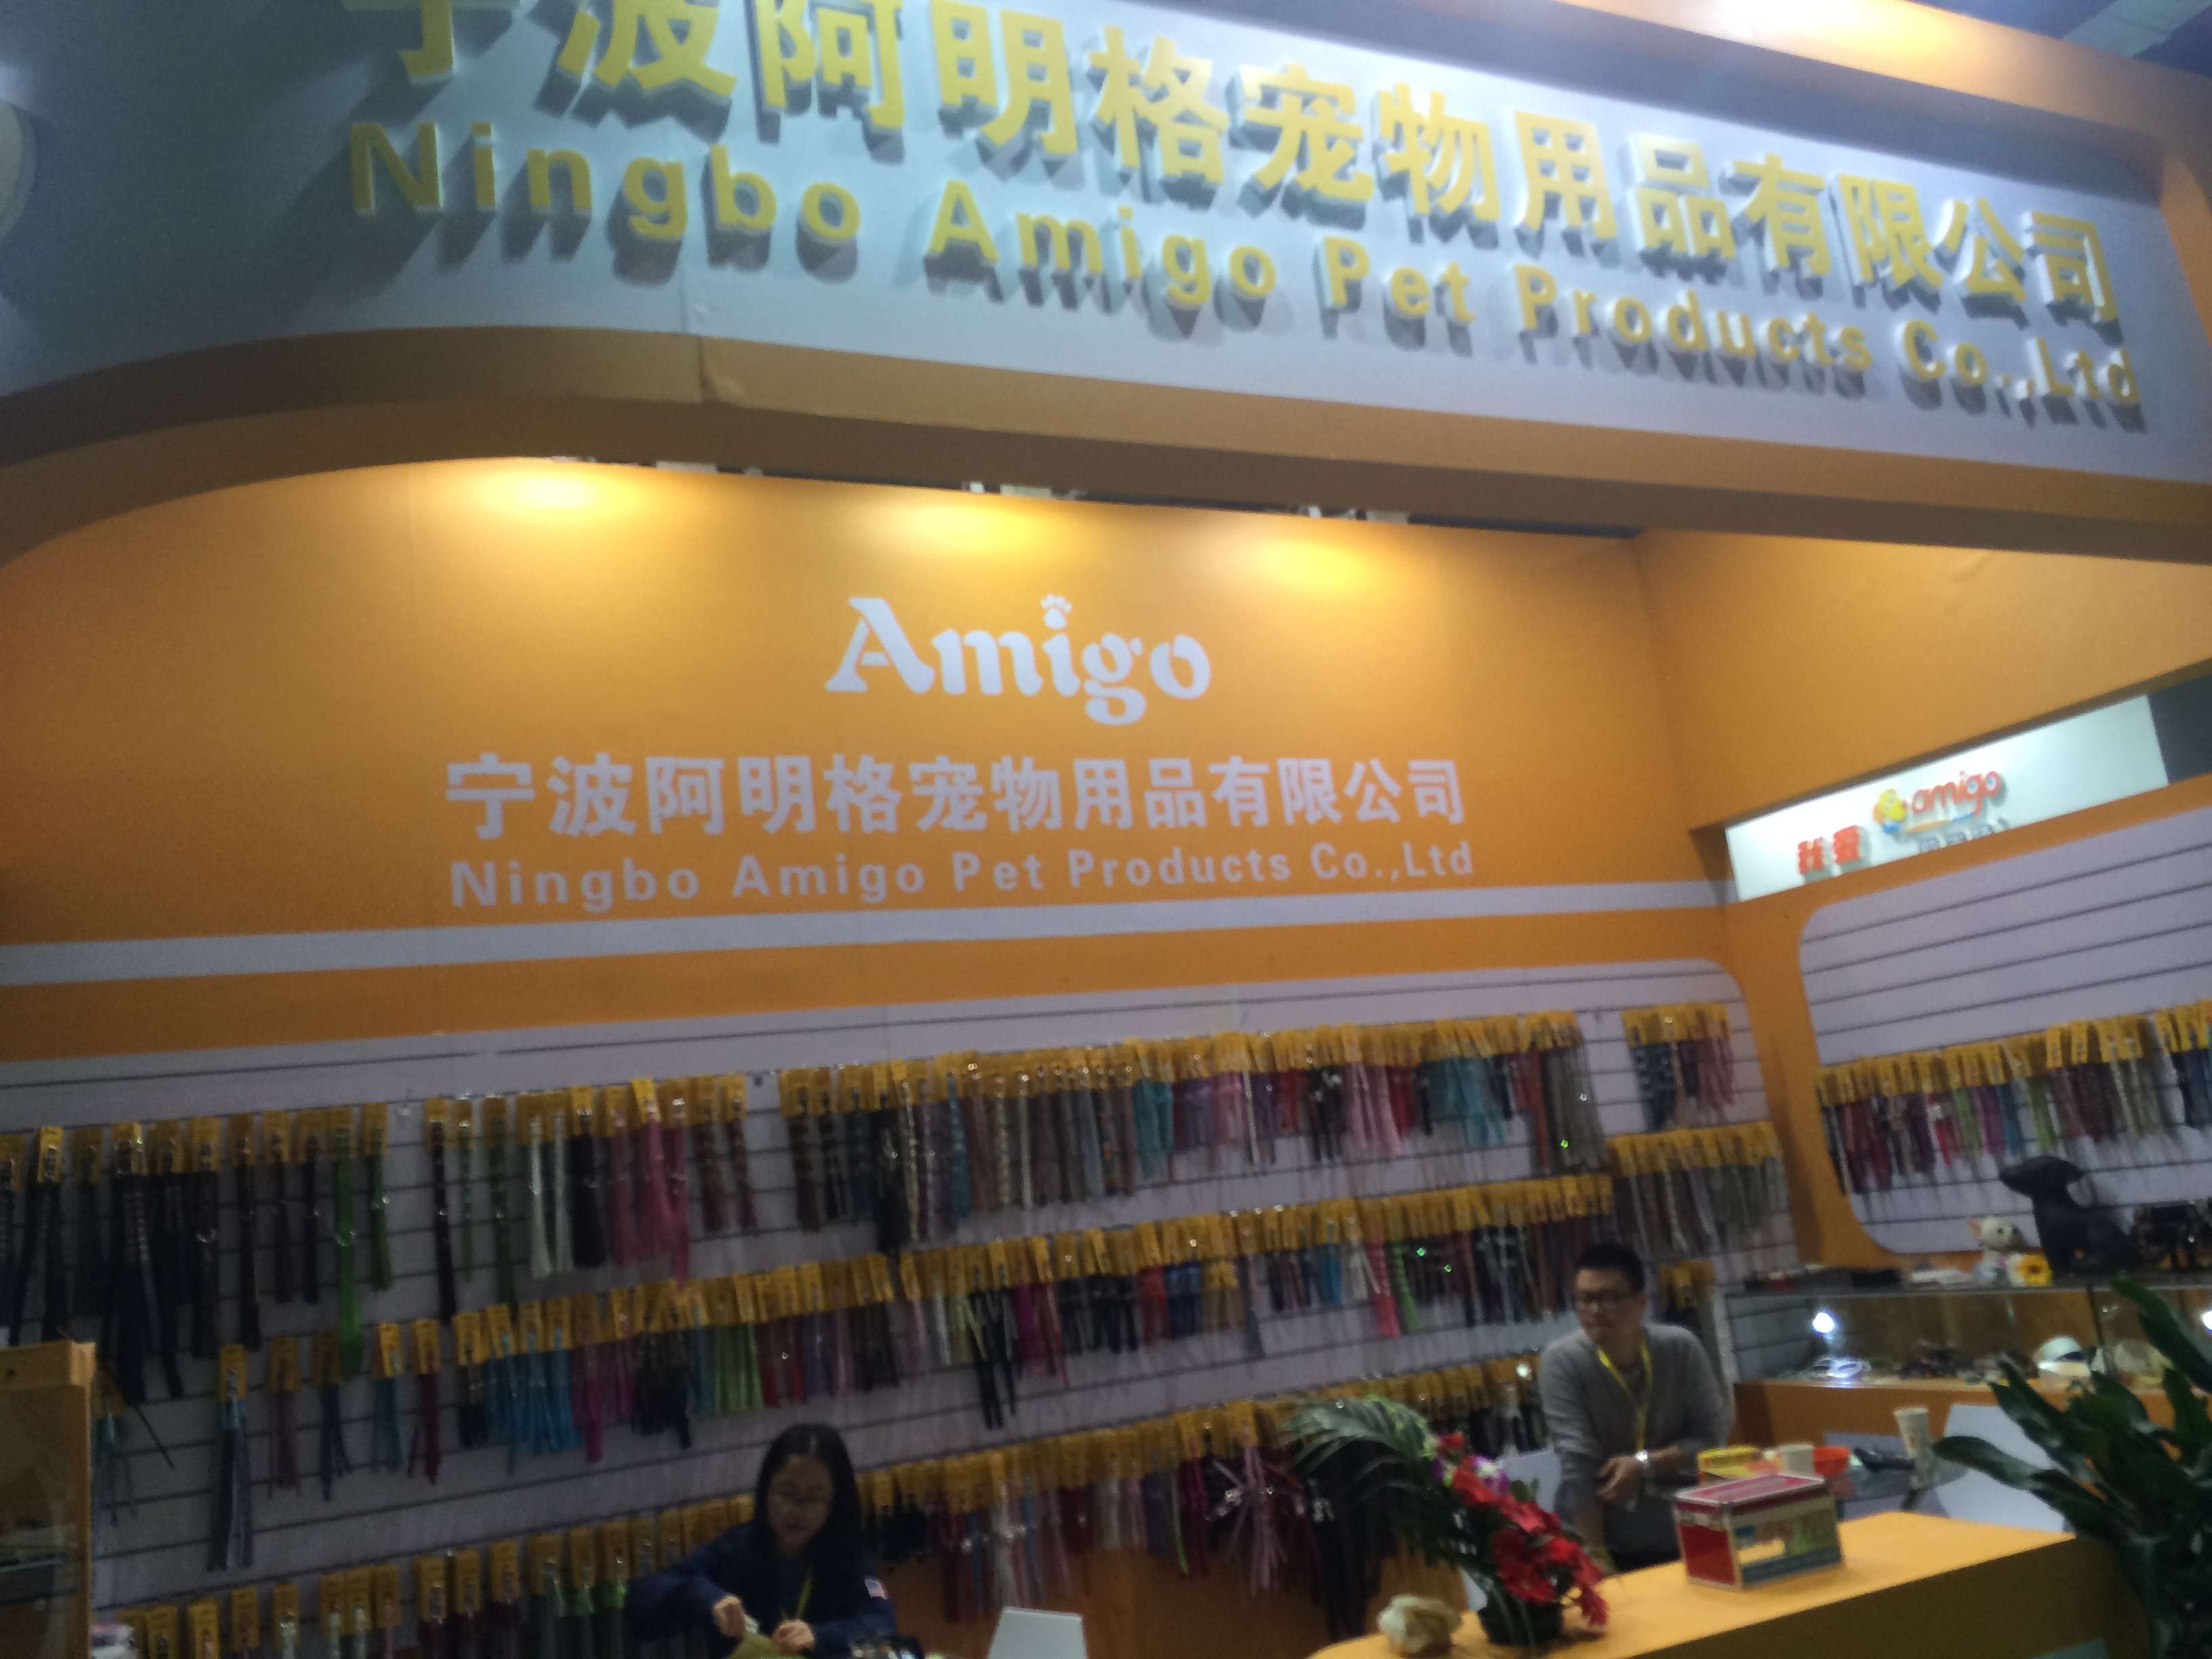 宁波阿明格宠物用品有限公司
Ningbo Amigo Pet Products Co.,Ltd
Amigo
宁波阿明格宠物用品有限公司
Ningbo Amigo Pet Products Co.,Ltd
我爱 amigo